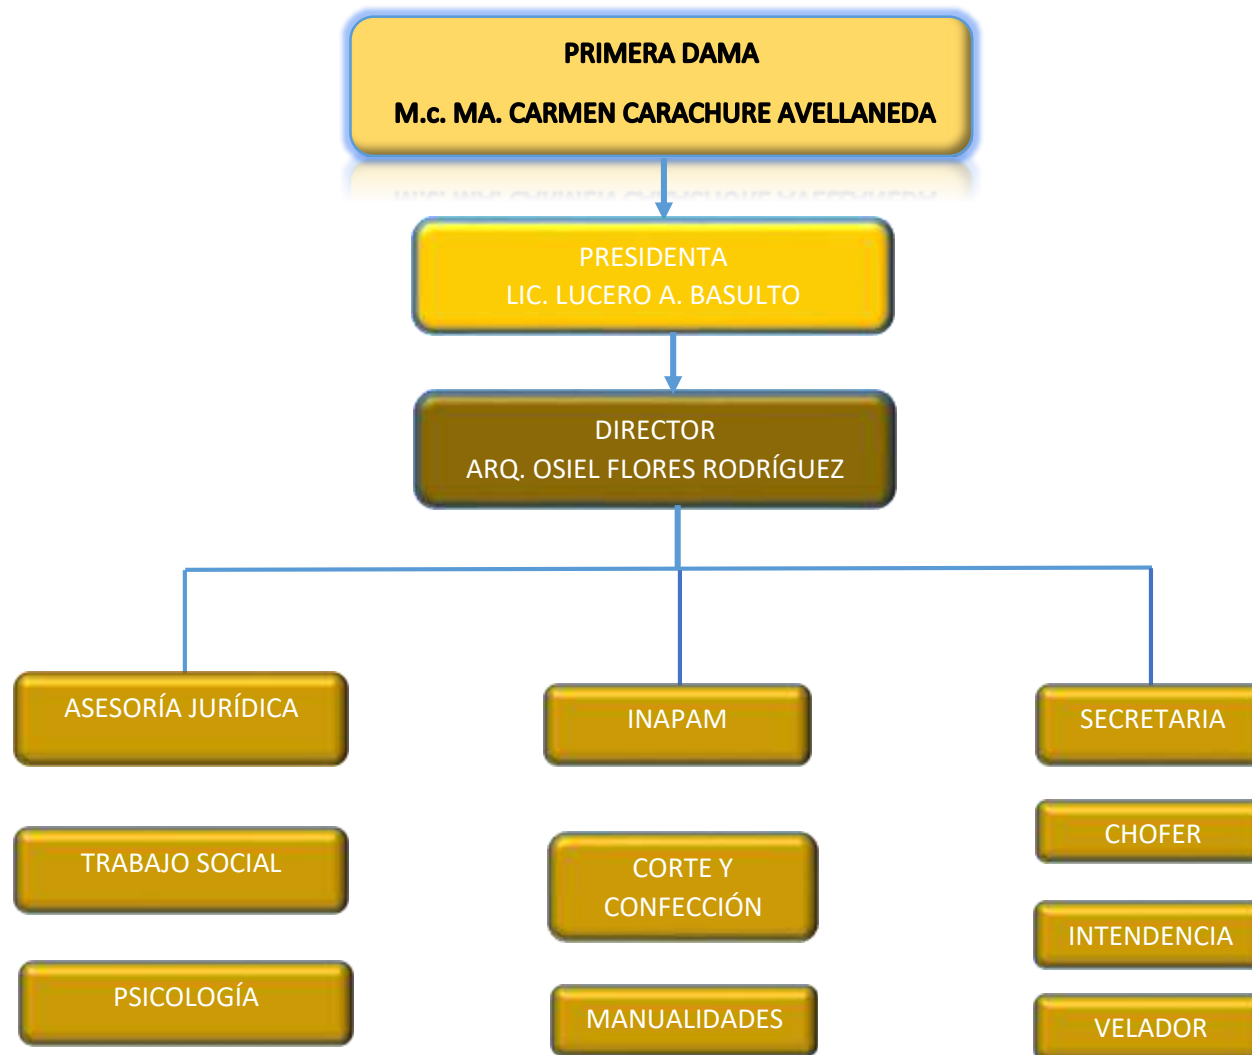 PRIMERA DAMA
M.c. MA. CARMEN CARACHURE AVELLANEDA
PRESIDENTA
LIC. LUCERO A. BASULTO
DIRECTOR
ARQ. OSIEL FLORES RODRÍGUEZ
ASESORÍA JURÍDICA
INAPAM
SECRETARIA
TRABAJO SOCIAL
CORTE Y
CONFECCIÓN
CHOFER
INTENDENCIA
PSICOLOGÍA
MANUALIDADES
VELADOR